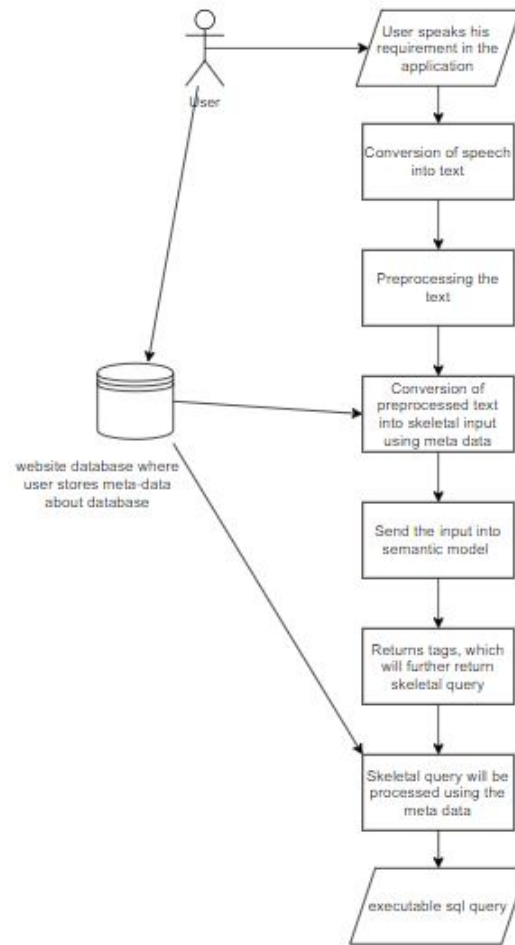 User speaks his
requirement in the
application
User
Conversion of speech
into text
Preprocessing the
text
Conversion of
preprocessed text
into skeletal input
using meta data
website database where
user stores meta-data
about database
Send the input into
semantic model
Returns tags, which
will further return
skeletal query
Skeletal query will be
processed using the
meta data
executable sql query